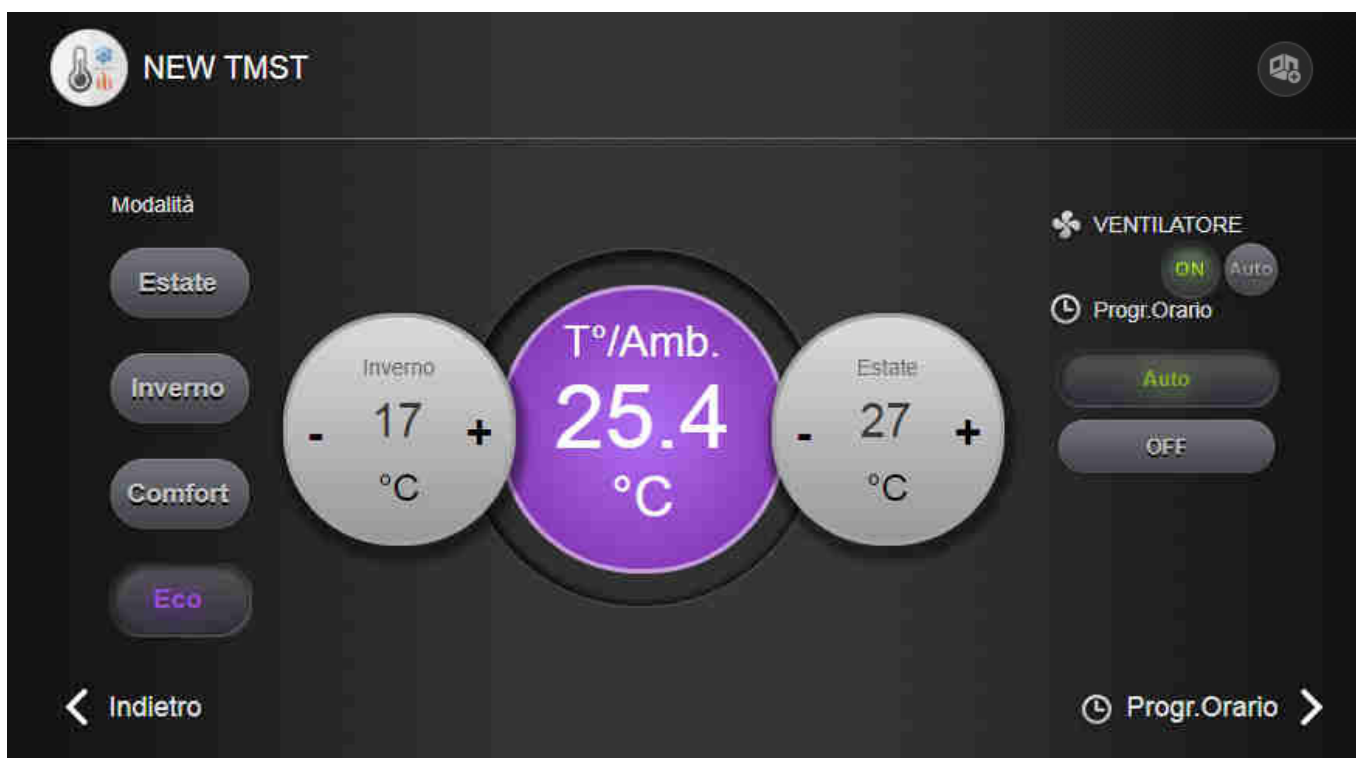 NEW TMST
Modalità
Estate
Inverno
Comfort
Eco
Inverno
- 17 +
°C
T°/Amb.
25.4
°C
Estate
- 27 +
°C
VENTILATORE
ON Auto
Progr.Orario
Auto
OFF
Indietro
Progr.Orario